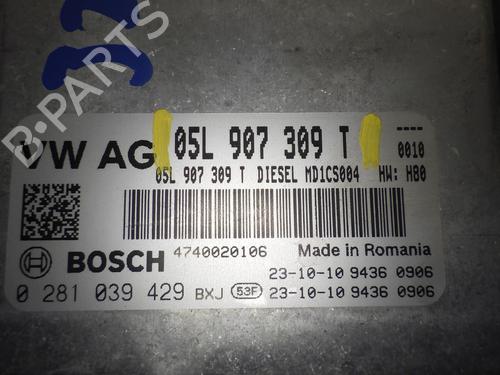 B-PARTS
VW AG 05L 907 309 T ----
0010
05L 907 309 T DIESEL MD1CS004 HW: H80
BOSCH 4740020106 Made in Romania
23-10-10 9436 0906
0 281 039 429 BXJ 53F 23-10-10 9436 0906